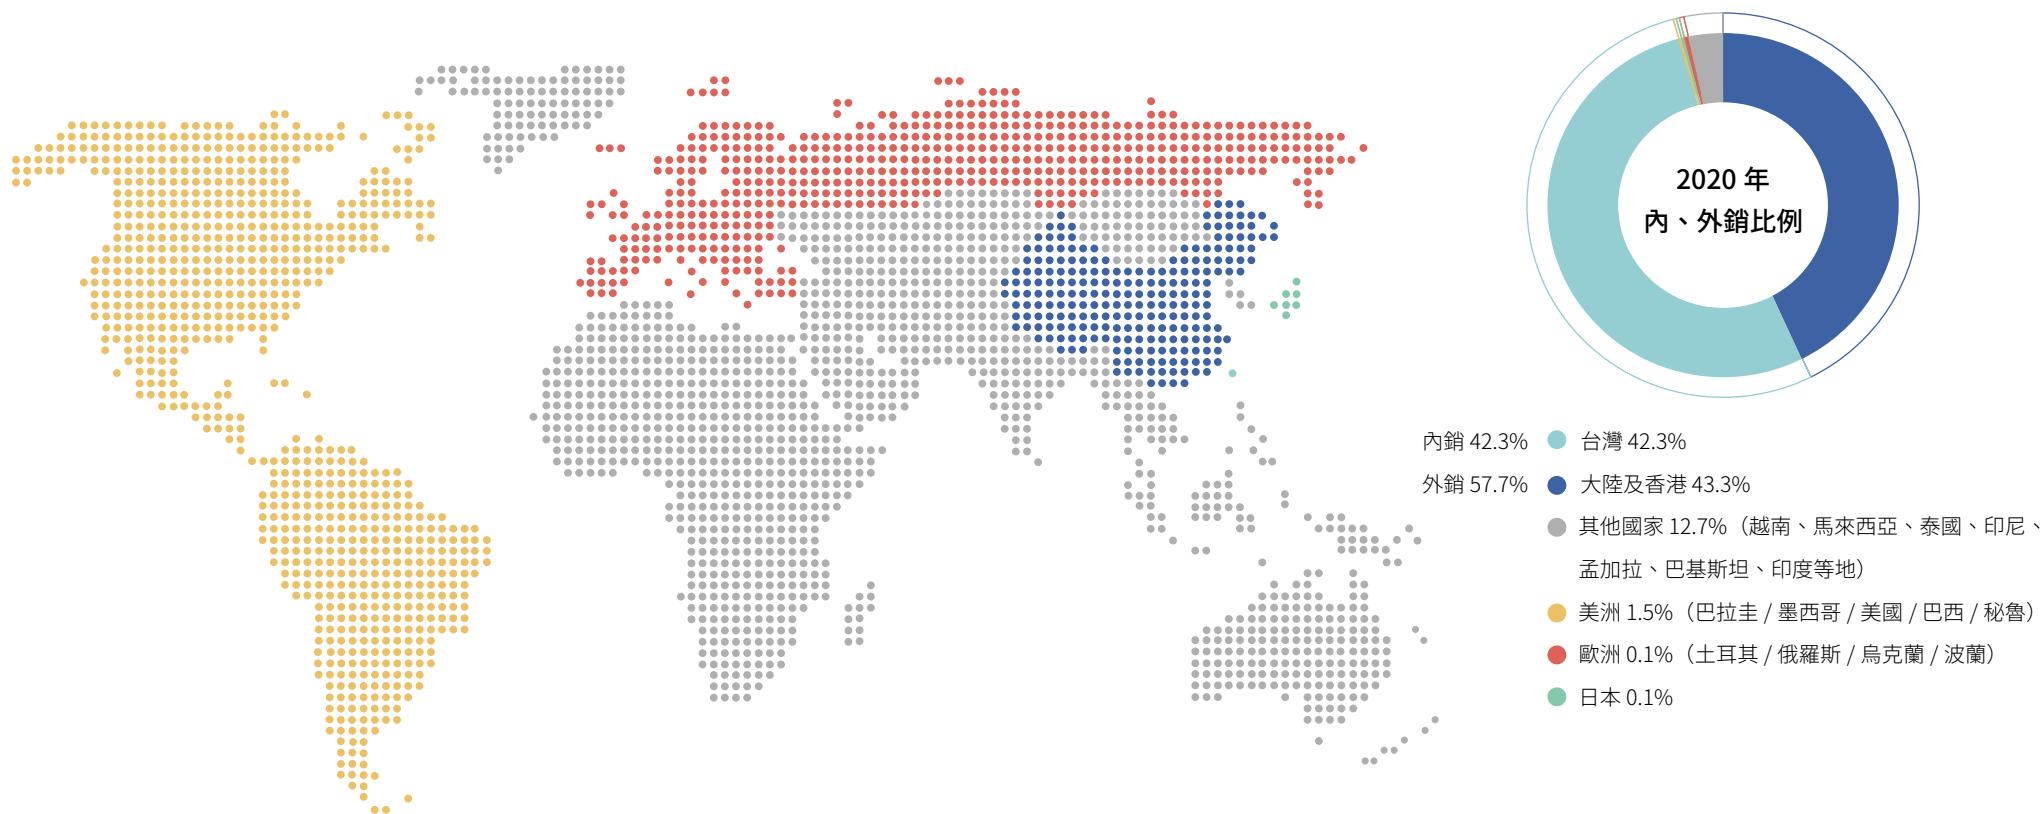 2020 年
內、外銷比例
內銷 42.3% 台灣 42.3%
外銷 57.7% 大陸及香港 43.3%
其他國家 12.7%（越南、馬來西亞、泰國、印尼、
孟加拉、巴基斯坦、印度等地）
美洲 1.5%（巴拉圭 / 墨西哥 / 美國 / 巴西 / 秘魯）
歐洲 0.1%（土耳其 / 俄羅斯 / 烏克蘭 / 波蘭）
日本 0.1%